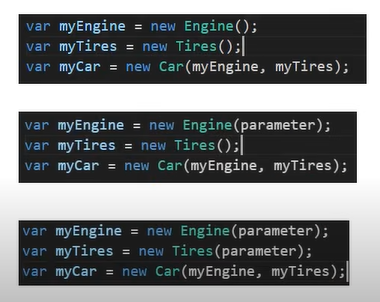 var myEngine = new Engine();
var myTires = new Tires();
var myCar = new Car(myEngine, myTires);
var myEngine = new Engine(parameter);
var myTires = new Tires();
var myCar = new Car(myEngine, myTires);
var myEngine = new Engine(parameter);
var myTires = new Tires(parameter);
var myCar = new Car(myEngine, myTires);